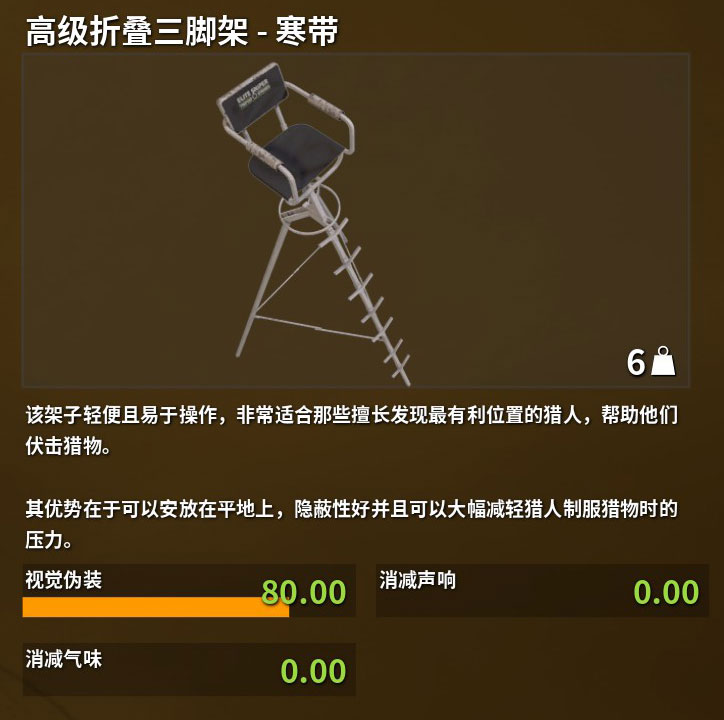 高级折叠三脚架 - 寒带
ELITE SNIPER
6
该架子轻便且易于操作，非常适合那些擅长发现最有利位置的猎人，帮助他们
伏击猎物。
其优势在于可以安放在平地上，隐蔽性好并且可以大幅减轻猎人制服猎物时的
压力。
视觉伪装 80.00
消减声响 0.00
消减气味 0.00